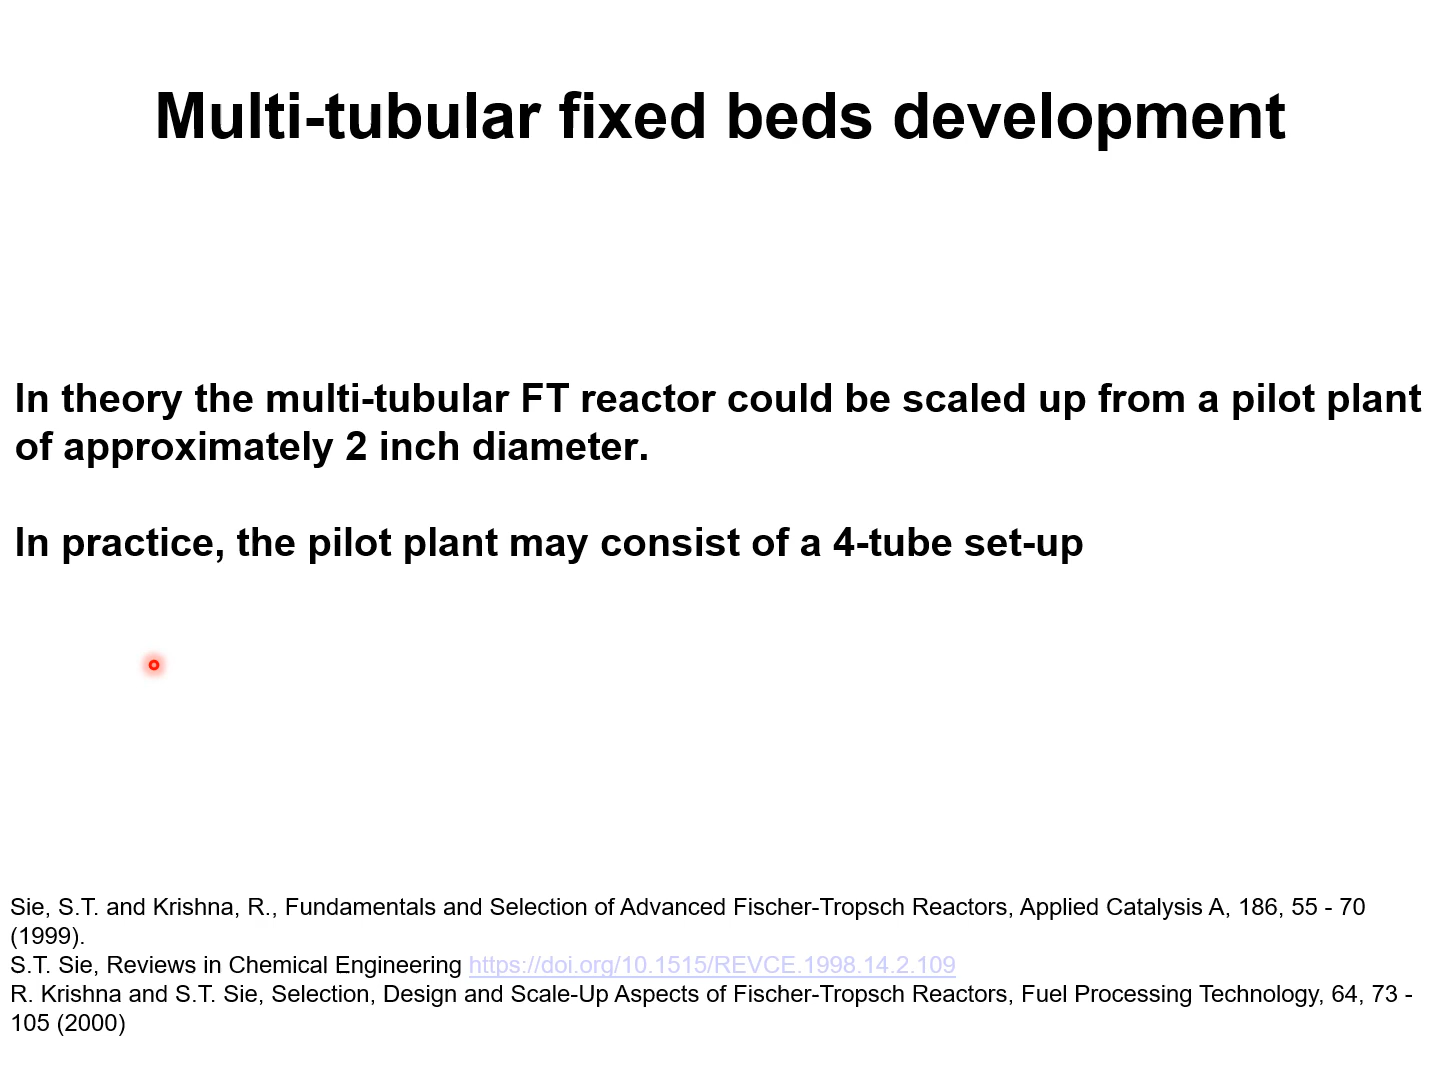 Multi-tubular fixed beds development
In theory the multi-tubular FT reactor could be scaled up from a pilot plant
of approximately 2 inch diameter.
In practice, the pilot plant may consist of a 4-tube set-up
Sie, S.T. and Krishna, R., Fundamentals and Selection of Advanced Fischer-Tropsch Reactors, Applied Catalysis A, 186, 55 - 70
(1999).
S.T. Sie, Reviews in Chemical Engineering https://doi.org/10.1515/REVCE.1998.14.2.109
R. Krishna and S.T. Sie, Selection, Design and Scale-Up Aspects of Fischer-Tropsch Reactors, Fuel Processing Technology, 64, 73 -
105 (2000)